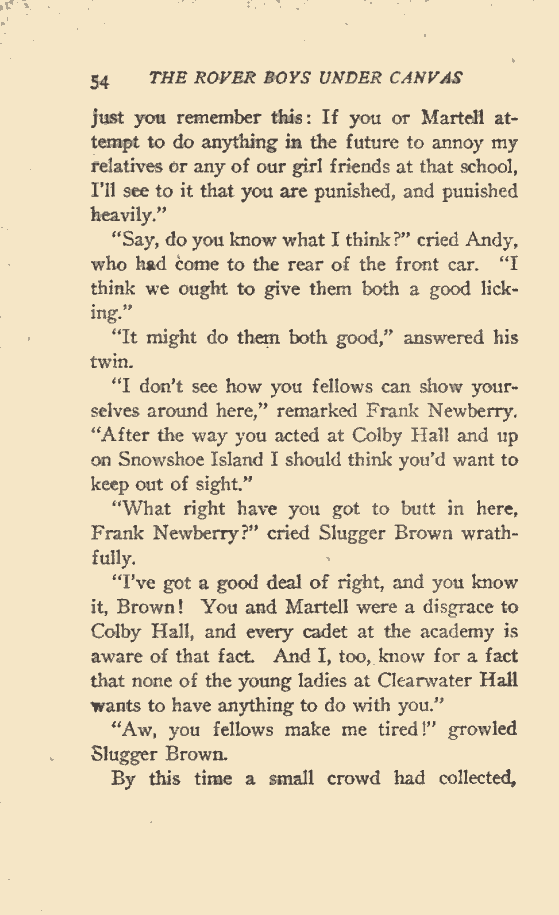 54 THE ROVER BOYS UNDER CANVAS
just you remember this: If you or Martell at-
tempt to do anything in the future to annoy my
relatives or any of our girl friends at that school,
I'll see to it that you are punished, and punished
heavily."
"Say, do you know what I think?" cried Andy,
who had come to the rear of the front car. "I
think we ought to give them both a good lick-
ing."
"It might do them both good," answered his
twin.
"I don't see how you fellows can show your-
selves around here," remarked Frank Newberry.
"After the way you acted at Colby Hall and up
on Snowshoe Island I should think you'd want to
keep out of sight."
"What right have you got to butt in here,
Frank Newberry?" cried Slugger Brown wrath-
fully.
"I've got a good deal of right, and you know
it, Brown! You and Martell were a disgrace to
Colby Hall, and every cadet at the academy is
aware of that fact. And I, too, know for a fact
that none of the young ladies at Clearwater Hall
wants to have anything to do with you."
"Aw, you fellows make me tired!" growled
Slugger Brown.
By this time a small crowd had collected,